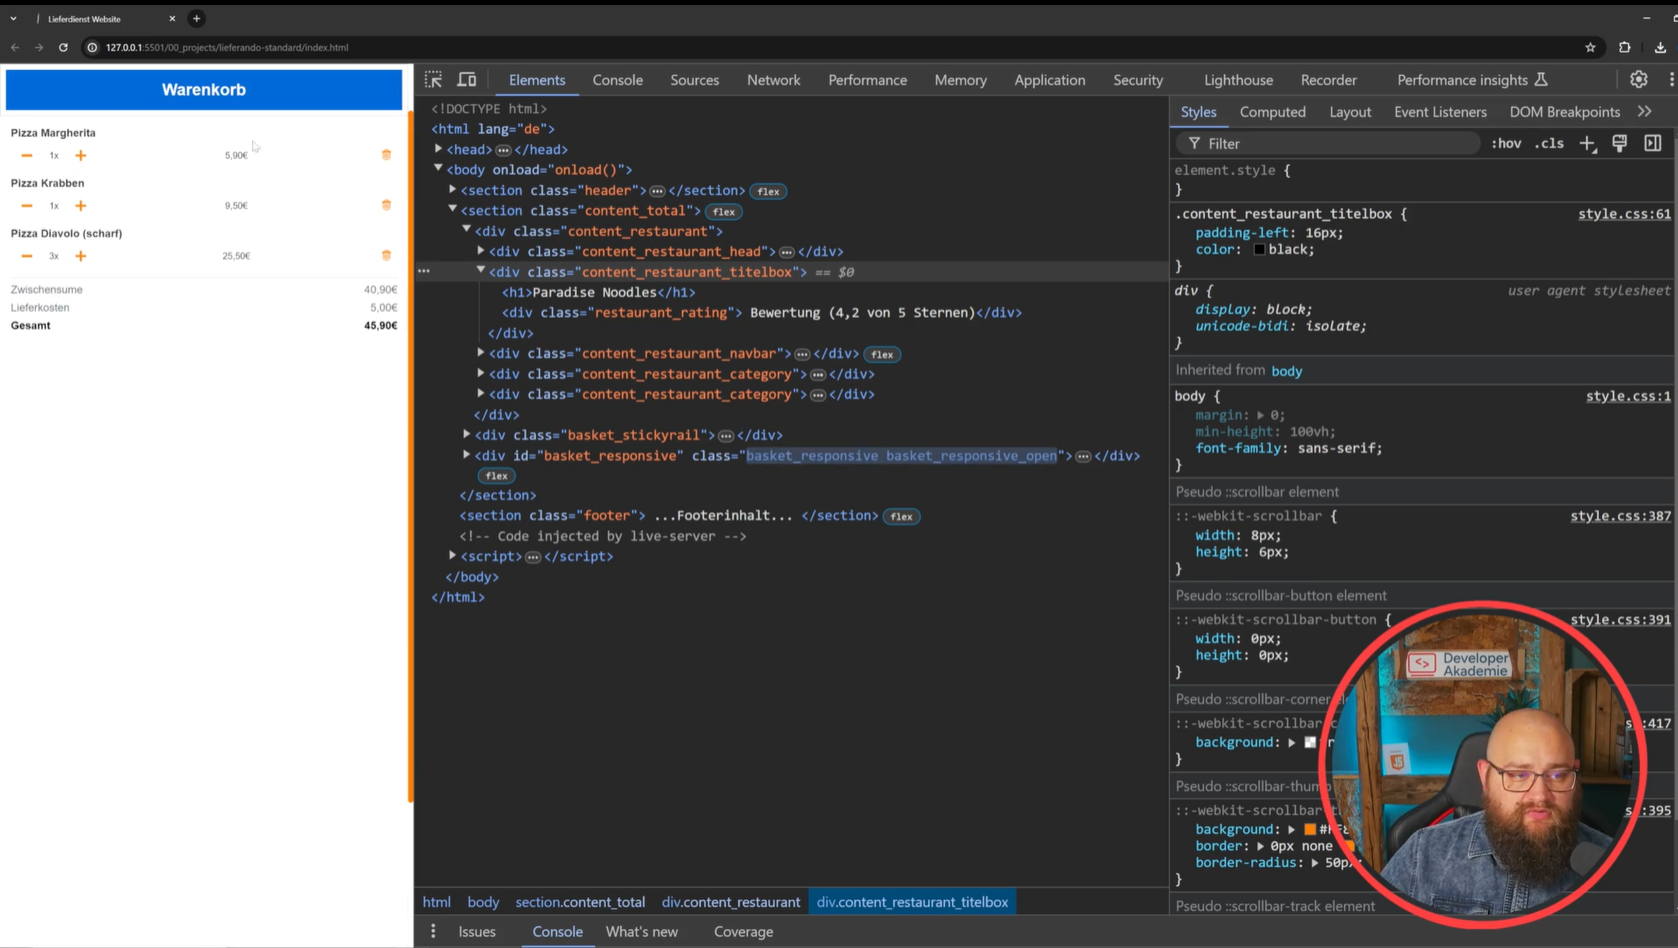 Lieferdienst Website
127.0.0.1:5501/00_projects/lieferando-standard/index.html
Warenkorb
Pizza Margherita
1x 5,90€
Pizza Krabben
1x 9,50€
Pizza Diavolo (scharf)
3x 25,50€
Zwischensume 40,90€
Lieferkosten 5,00€
Gesamt 45,90€
Elements Console Sources Network Performance Memory Application Security Lighthouse Recorder Performance insights
<!DOCTYPE html>
<html lang="de">
<head> </head>
<body onload="onload()">
<section class="header"> </section> flex
<section class="content_total"> flex
<div class="content_restaurant">
<div class="content_restaurant_head"> </div>
<div class="content_restaurant_titelbox"> == $0
<h1>Paradise Noodles</h1>
<div class="restaurant_rating"> Bewertung (4,2 von 5 Sternen)</div>
</div>
<div class="content_restaurant_navbar"> </div> flex
<div class="content_restaurant_category"> </div>
<div class="content_restaurant_category"> </div>
</div>
<div class="basket_stickyrail"> </div>
<div id="basket_responsive" class="basket_responsive basket_responsive_open"> </div>
flex
</section>
<section class="footer"> ...Footerinhalt... </section> flex
<!-- Code injected by live-server -->
<script> </script>
</body>
</html>
html body section.content_total div.content_restaurant div.content_restaurant_titelbox
Issues Console What's new Coverage
Styles Computed Layout Event Listeners DOM Breakpoints
Filter :hov .cls
element.style {
}
.content_restaurant_titelbox { style.css:61
padding-left: 16px;
color: black;
}
div { user agent stylesheet
display: block;
unicode-bidi: isolate;
}
Inherited from body
body { style.css:1
margin: 0;
min-height: 100vh;
font-family: sans-serif;
}
Pseudo ::scrollbar element
::-webkit-scrollbar { style.css:387
width: 8px;
height: 6px;
}
Pseudo ::scrollbar-button element
::-webkit-scrollbar-button { style.css:391
width: 0px;
height: 0px;
}
Pseudo ::scrollbar-corner
:417
background:
}
Pseudo
:395
background:
border: 0px none
border-radius: 50px;
}
Pseudo ::scrollbar-track element
Developer
Akademie